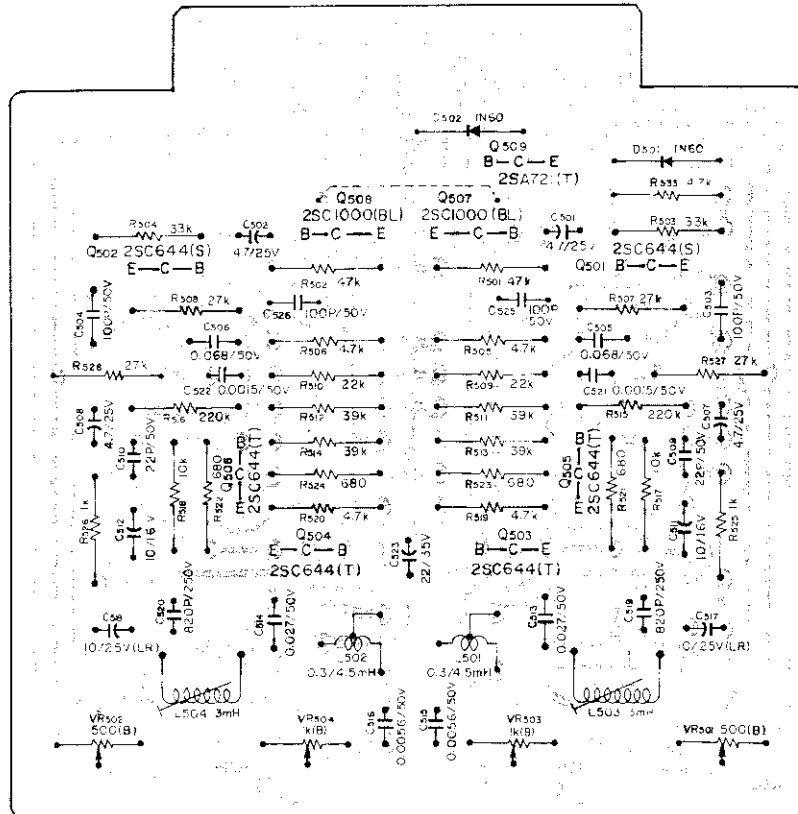 D502 1N60
Q509
B-C-E
2SA721(T)
D501 1N60
R535 4.7k
Q508
2SC1000(BL)
B-C-E
Q507
2SC1000(BL)
B-C-E
R504 33k
C502
4.7/25V
C501
4.7/25V
R503 33k
Q502 2SC644(S)
E-C-B
2SC644(S)
Q501 B-C-E
R502 47k
R501 47k
C504
100P/50V
R508 27k
C526 100P/50V
C525 100P
50V
R507 27k
C503
100P/50V
C506
0.068/50V
R506 4.7k
R505 4.7k
C505
0.068/50V
R528 27k
C522 0.0015/50V
R510 22k
R509 22k
C521 0.0015/50V
R527 27k
C508
4.7/25V
R516 220k
R512 39k
R511 39k
R515 220k
C507
4.7/25V
C510
22P/50V
R518 10k
R522 680
Q506
B-C-E
2SC644(T)
R514 39k
R513 39k
Q505
B-C-E
2SC644(T)
R521 680
R517 10k
C509
22P/50V
R524 680
R523 680
R526 1k
C512
10/16V
R520 4.7k
R519 4.7k
C511
10/16V
R525 1k
Q504
E-C-B
2SC644(T)
C523
22/35V
Q503
B-C-E
2SC644(T)
C518
10/25V(LR)
C520
820P/250V
C514
0.027/50V
L502
0.3/4.5mH
L501
0.3/4.5mH
C513
0.027/50V
C519
820P/250V
C517
10/25V(LR)
L504 3mH
L503 3mH
VR502
500(B)
VR504
1k(B)
C516
0.0056/50V
C515
0.0056/50V
VR503
1k(B)
VR501 500(B)